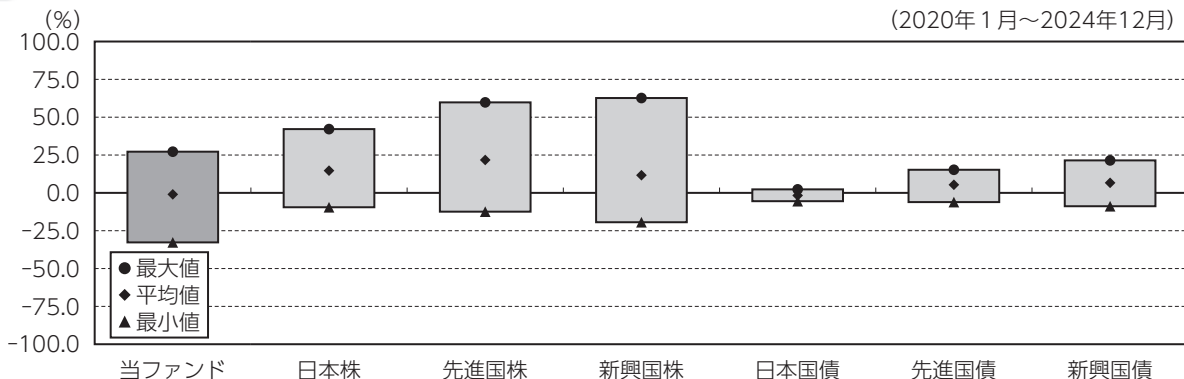 (%)
(2020年1月~2024年12月)
100.0
75.0
50.0
25.0
0.0
-25.0
-50.0
-75.0
-100.0
●最大値
◆平均値
▲最小値
当ファンド 日本株 先進国株 新興国株 日本国債 先進国債 新興国債